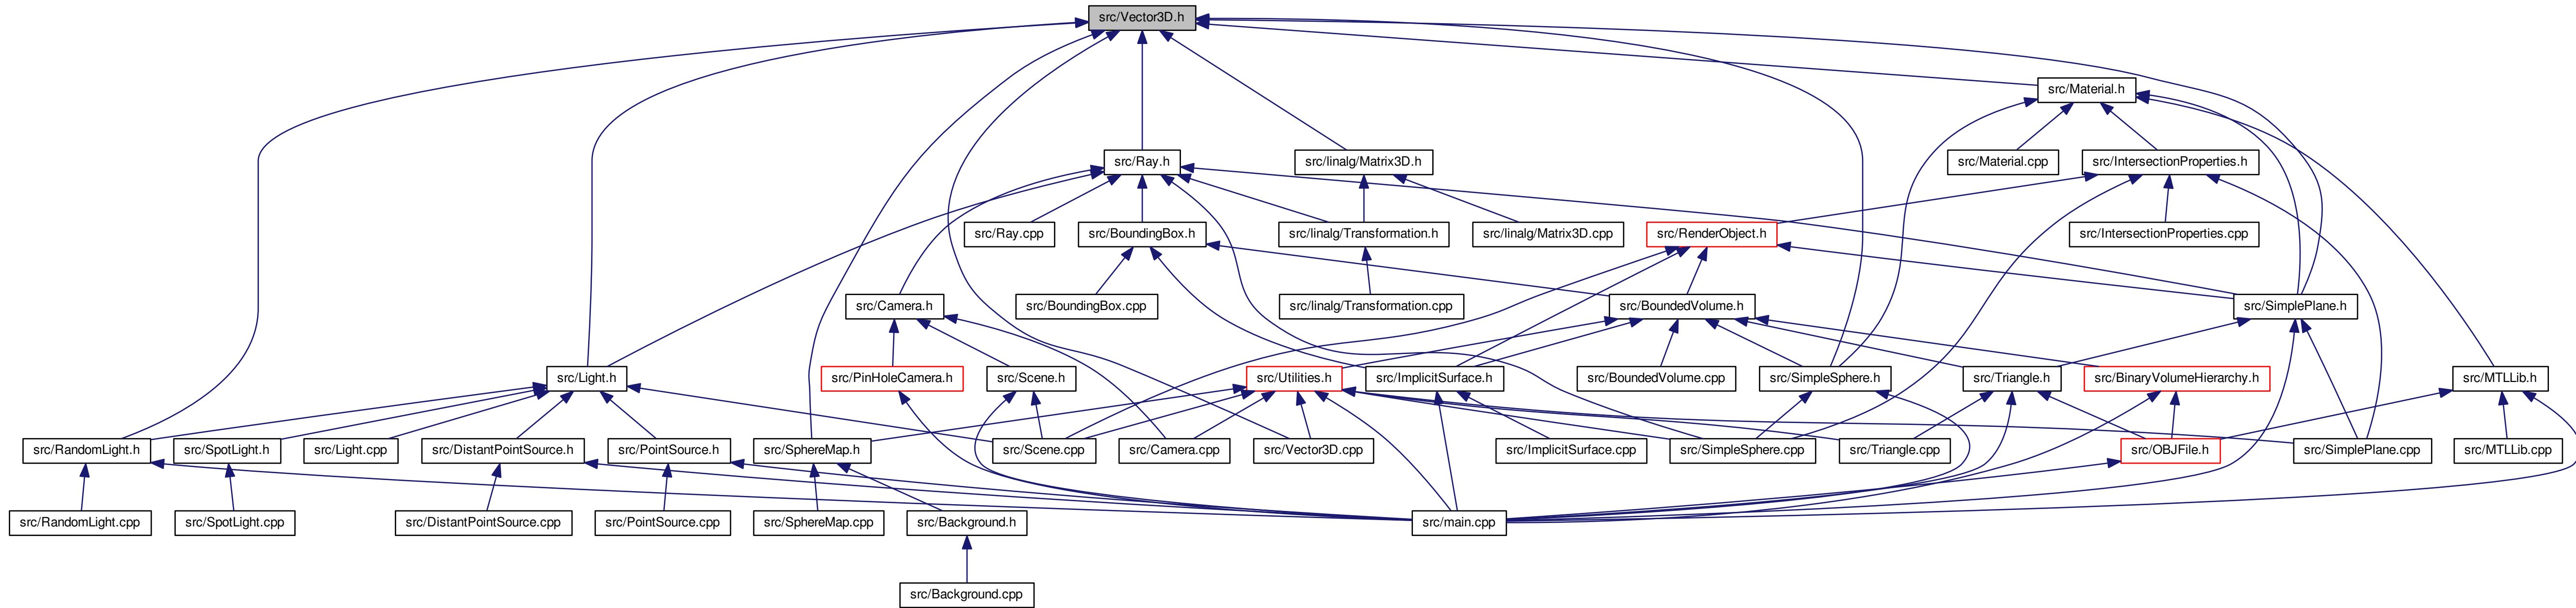 src/Vector3D.h
src/Material.h
src/Ray.h
src/linalg/Matrix3D.h
src/Material.cpp
src/IntersectionProperties.h
src/Ray.cpp
src/BoundingBox.h
src/linalg/Transformation.h
src/linalg/Matrix3D.cpp
src/RenderObject.h
src/IntersectionProperties.cpp
src/Camera.h
src/BoundingBox.cpp
src/linalg/Transformation.cpp
src/BoundedVolume.h
src/SimplePlane.h
src/Light.h
src/PinHoleCamera.h
src/Scene.h
src/Utilities.h
src/ImplicitSurface.h
src/BoundedVolume.cpp
src/SimpleSphere.h
src/Triangle.h
src/BinaryVolumeHierarchy.h
src/MTLLib.h
src/RandomLight.h
src/SpotLight.h
src/Light.cpp
src/DistantPointSource.h
src/PointSource.h
src/SphereMap.h
src/Scene.cpp
src/Camera.cpp
src/Vector3D.cpp
src/ImplicitSurface.cpp
src/SimpleSphere.cpp
src/Triangle.cpp
src/OBJFile.h
src/SimplePlane.cpp
src/MTLLib.cpp
src/RandomLight.cpp
src/SpotLight.cpp
src/DistantPointSource.cpp
src/PointSource.cpp
src/SphereMap.cpp
src/Background.h
src/main.cpp
src/Background.cpp